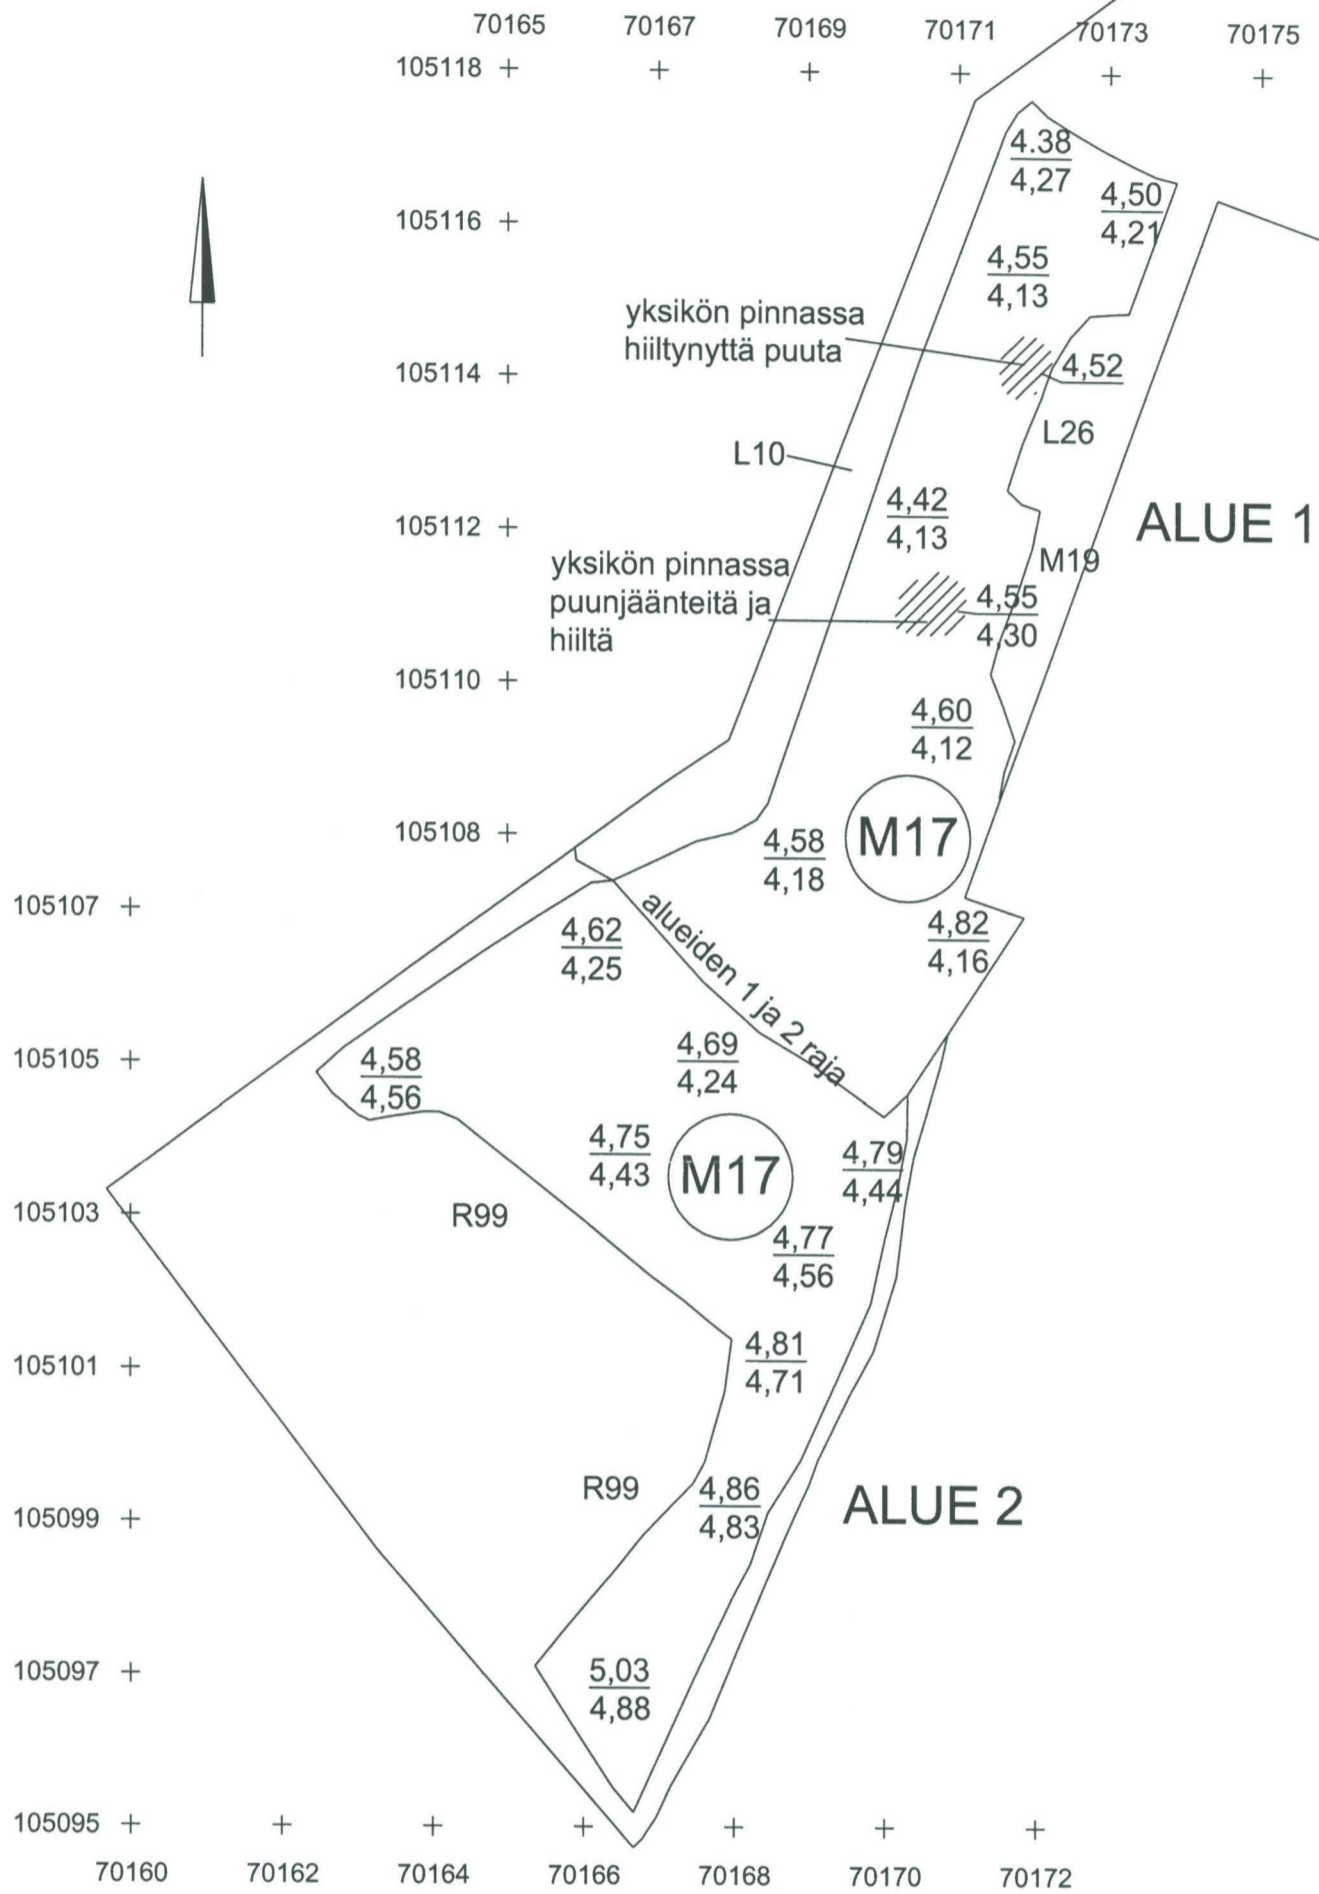 70165 70167 70169 70171 70173 70175
105118
4.38
4,27
4,50
4,21
105116
4,55
4,13
yksikön pinnassa
hiiltynyttä puuta
105114
4,52
L26
L10
4,42
4,13
105112
ALUE 1
M19
yksikön pinnassa
puunjäänteitä ja
hiiltä
4,55
4,30
105110
4,60
4,12
105108
M17
4,58
4,18
105107
4,82
4,16
4,62
4,25
alueiden 1 ja 2 raja
105105
4,58
4,56
4,69
4,24
4,75
4,43
M17
4,79
4,44
105103
R99
4,77
4,56
105101
4,81
4,71
R99
4,86
4,83
ALUE 2
105099
105097
5,03
4,88
105095
70160 70162 70164 70166 70168 70170 70172